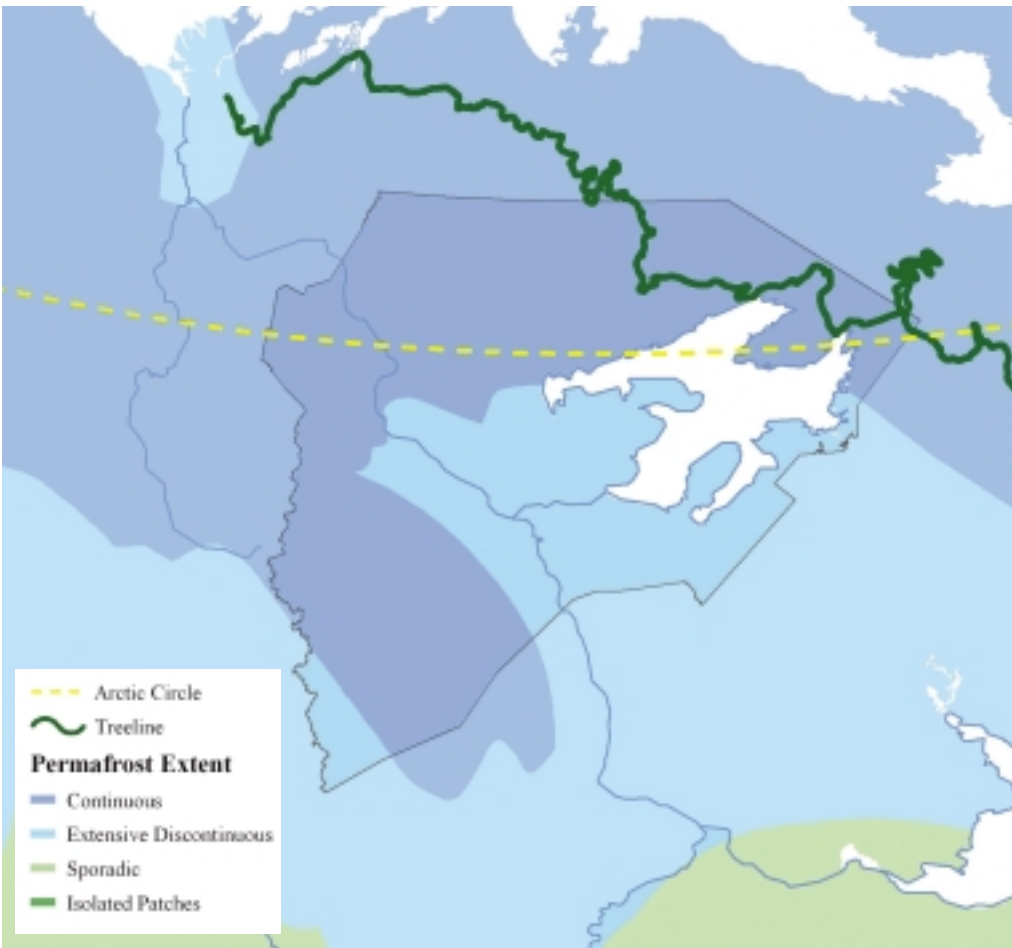 Arctic Circle
Treeline
Permafrost Extent
Continuous
Extensive Discontinuous
Sporadic
Isolated Patches